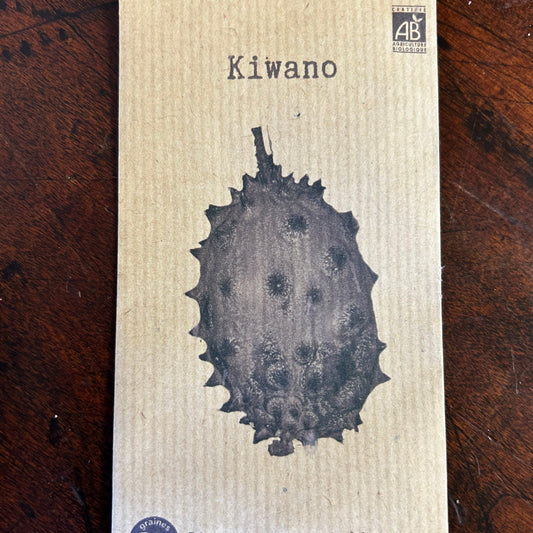 CERTIFIÉ
AB
AGRICULTURE
BIOLOGIQUE
Kiwano
graines